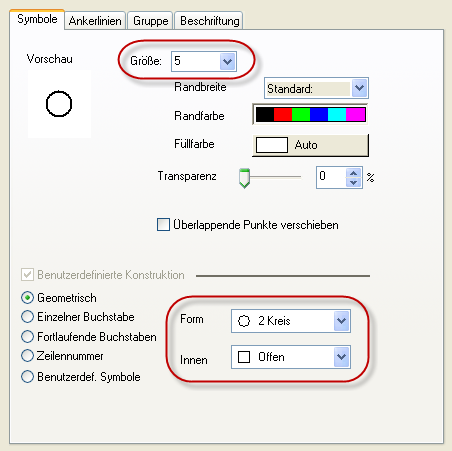 Symbole Ankerlinien Gruppe Beschriftung
Vorschau
Größe: 5
Randbreite Standard:
Randfarbe
Füllfarbe Auto
Transparenz 0 %
Überlappende Punkte verschieben
Benutzerdefinierte Konstruktion
Geometrisch
Einzelner Buchstabe
Fortlaufende Buchstaben
Zeilennummer
Benutzerdef. Symbole
Form 2 Kreis
Innen Offen